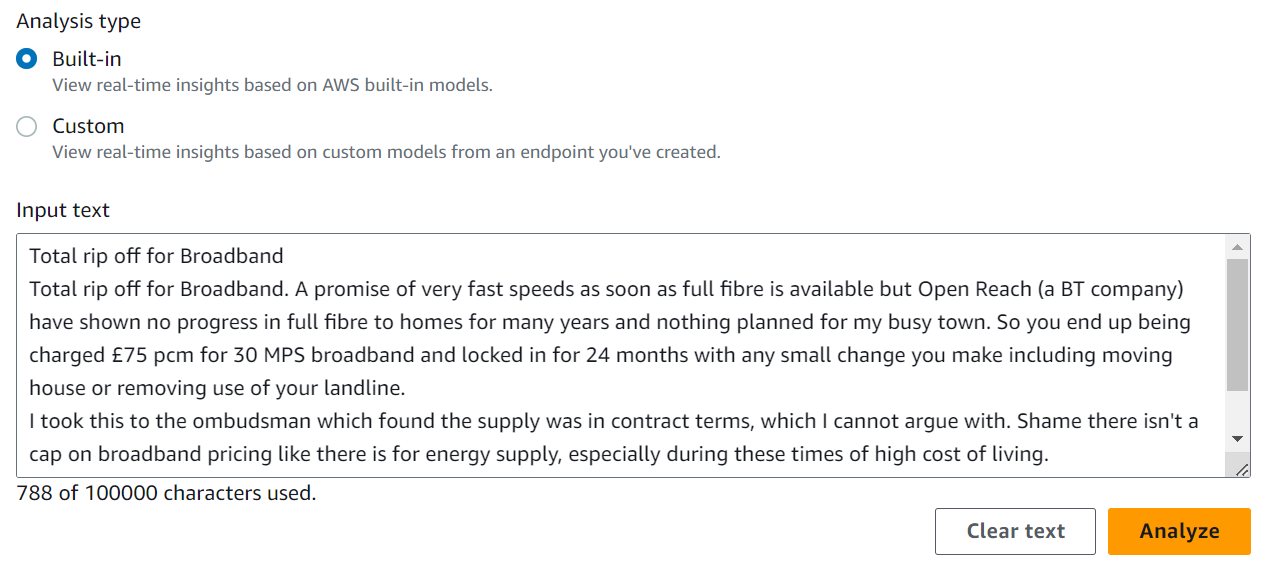 Analysis type
Built-in
View real-time insights based on AWS built-in models.
Custom
View real-time insights based on custom models from an endpoint you've created.
Input text
Total rip off for Broadband
Total rip off for Broadband. A promise of very fast speeds as soon as full fibre is available but Open Reach (a BT company)
have shown no progress in full fibre to homes for many years and nothing planned for my busy town. So you end up being
charged £75 pcm for 30 MPS broadband and locked in for 24 months with any small change you make including moving
house or removing use of your landline.
I took this to the ombudsman which found the supply was in contract terms, which I cannot argue with. Shame there isn't a
cap on broadband pricing like there is for energy supply, especially during these times of high cost of living.
788 of 100000 characters used.
Clear text
Analyze